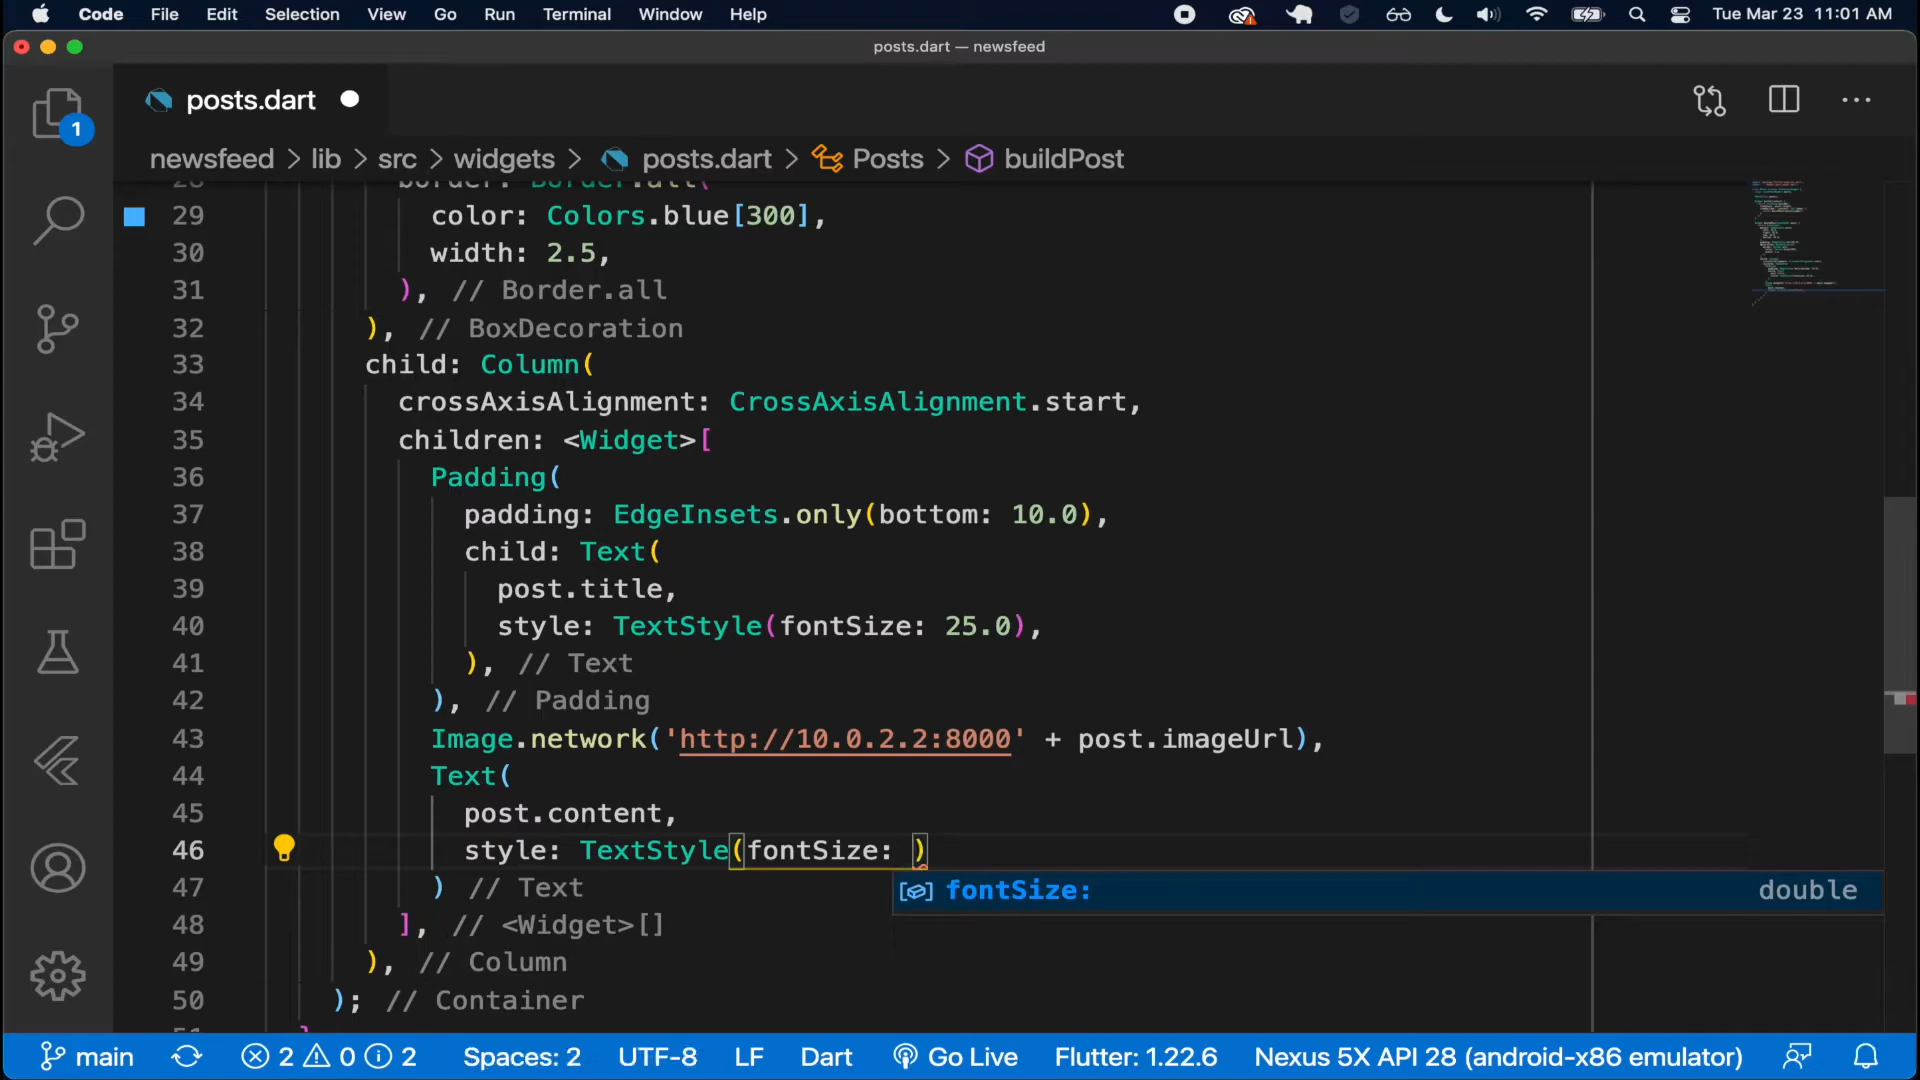 Code File Edit Selection View Go Run Terminal Window Help Tue Mar 23 11:01 AM
posts.dart — newsfeed
1
posts.dart
newsfeed > lib > src > widgets > posts.dart > Posts > buildPost
28 border: Border.all(
29 color: Colors.blue[300],
30 width: 2.5,
31 ), // Border.all
32 ), // BoxDecoration
33 child: Column(
34 crossAxisAlignment: CrossAxisAlignment.start,
35 children: <Widget>[
36 Padding(
37 padding: EdgeInsets.only(bottom: 10.0),
38 child: Text(
39 post.title,
40 style: TextStyle(fontSize: 25.0),
41 ), // Text
42 ), // Padding
43 Image.network('http://10.0.2.2:8000' + post.imageUrl),
44 Text(
45 post.content,
46 style: TextStyle(fontSize: )
fontSize: double
47 ) // Text
48 ], // <Widget>[]
49 ), // Column
50 ); // Container
main 2 0 2 Spaces: 2 UTF-8 LF Dart Go Live Flutter: 1.22.6 Nexus 5X API 28 (android-x86 emulator)